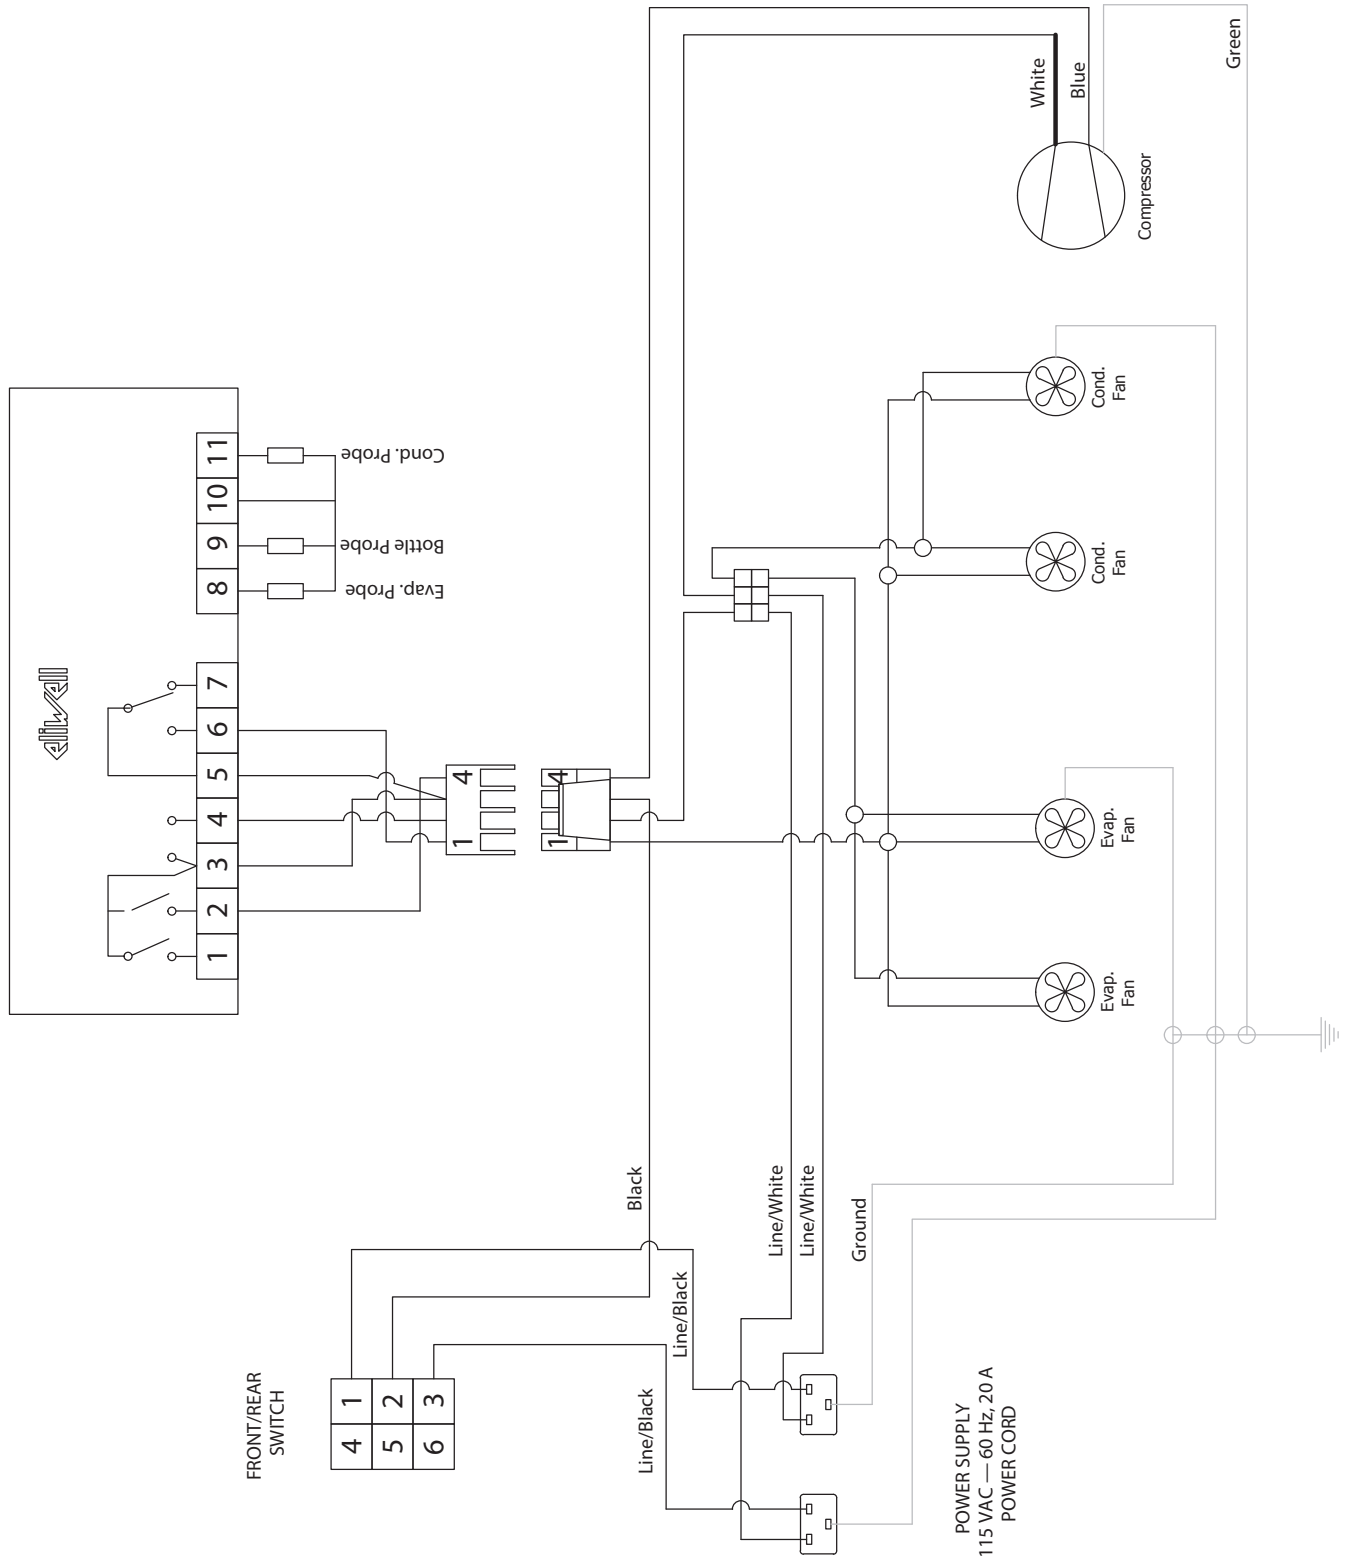 eliwell
1
2
3
4
5
6
7
8
9
10
11
Evap. Probe
Bottle Probe
Cond. Probe
1
4
1
4
White
Blue
Green
Compressor
Cond.
Fan
Cond.
Fan
Evap.
Fan
Evap.
Fan
Black
Line/White
Line/White
Ground
Line/Black
Line/Black
FRONT/REAR
SWITCH
4 1
5 2
6 3
POWER SUPPLY
115 VAC — 60 Hz, 20 A
POWER CORD